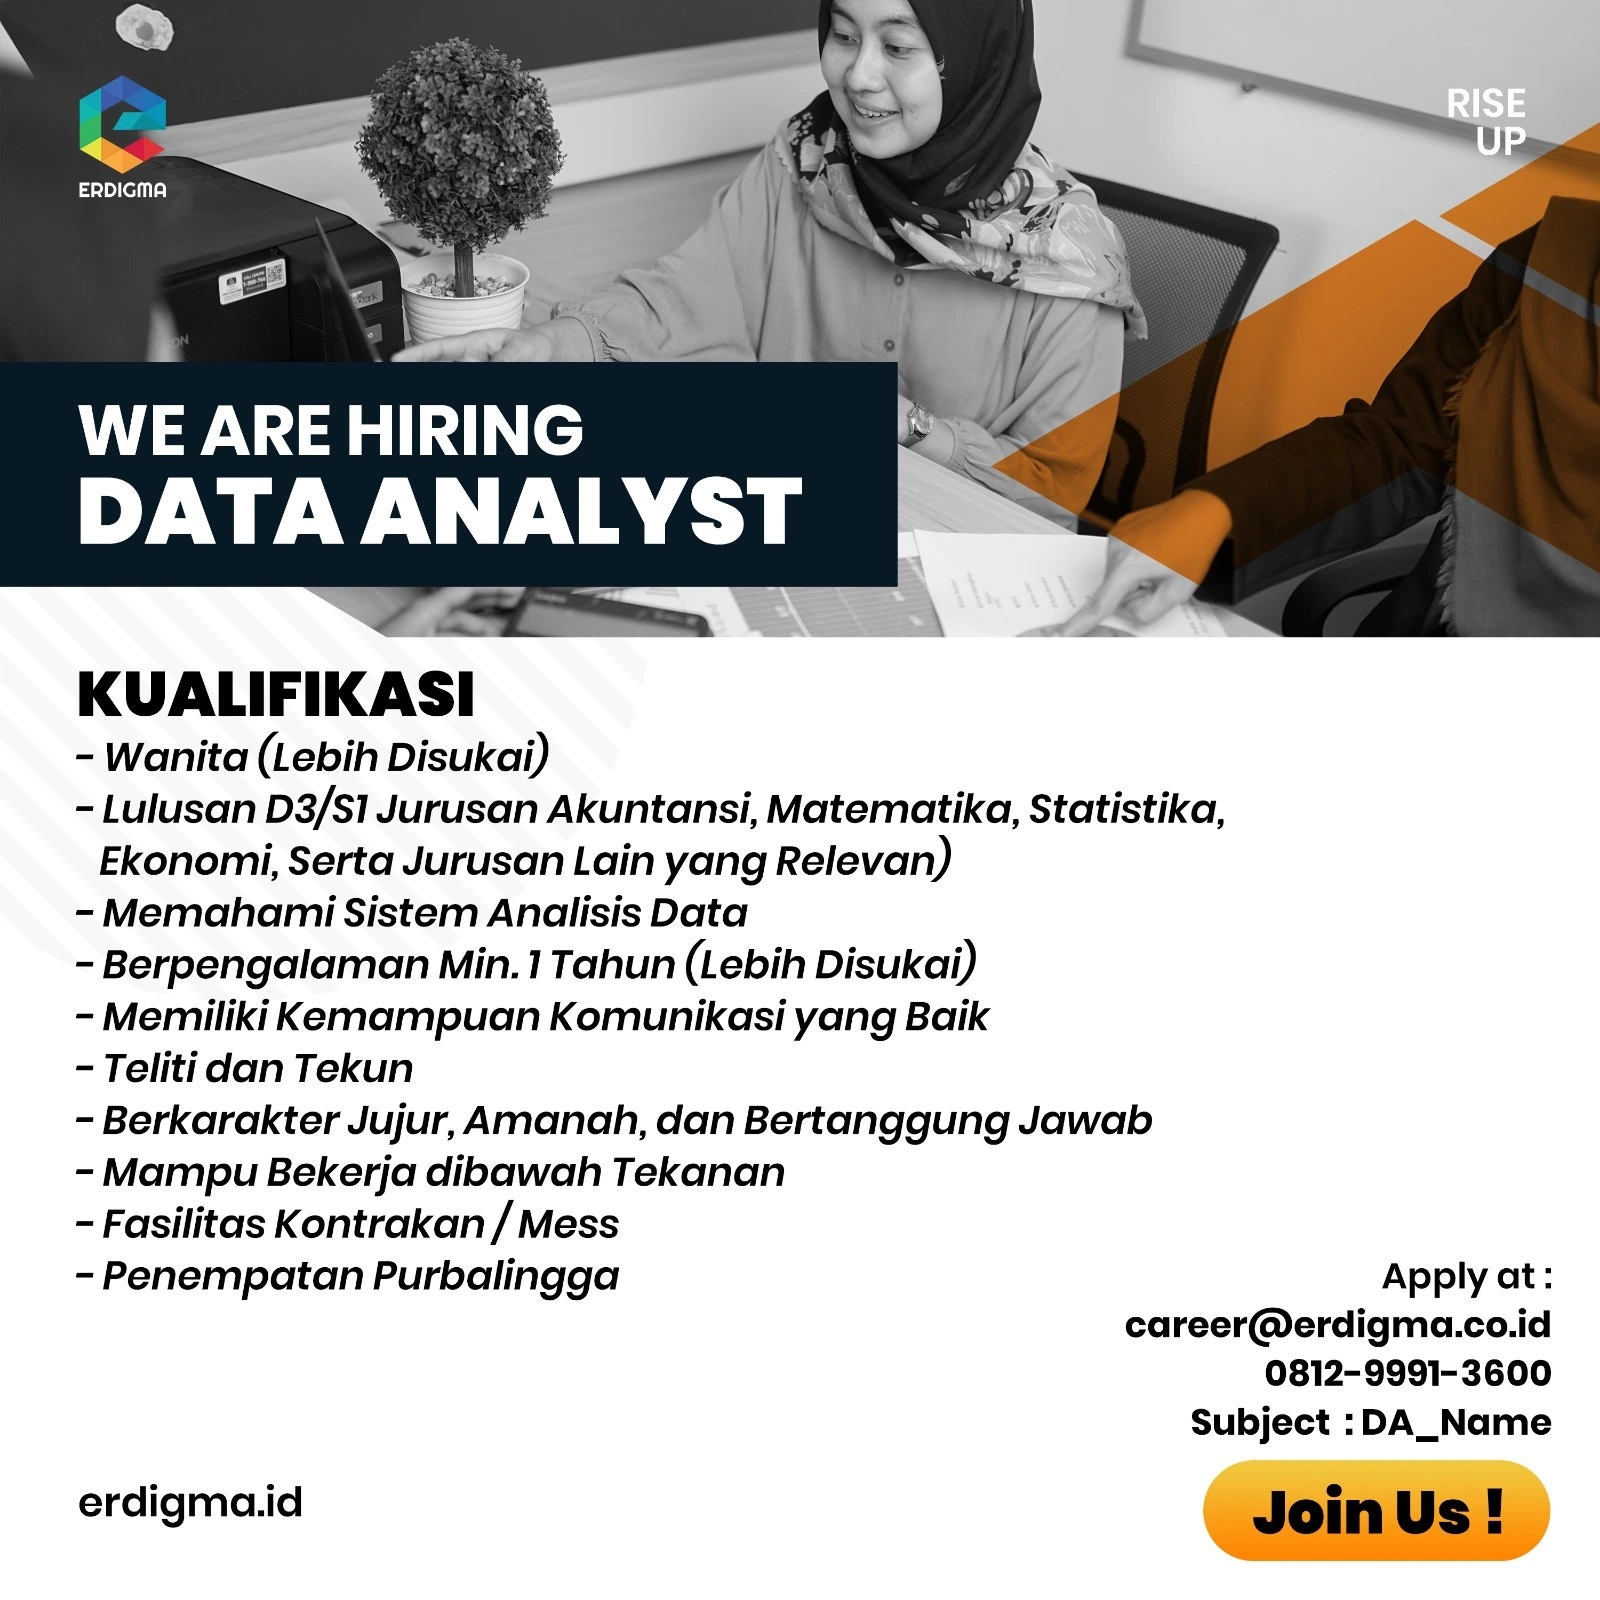 ERDIGMA
RISE
UP
WE ARE HIRING
DATA ANALYST
KUALIFIKASI
- Wanita (Lebih Disukai)
- Lulusan D3/S1 Jurusan Akuntansi, Matematika, Statistika,
Ekonomi, Serta Jurusan Lain yang Relevan)
- Memahami Sistem Analisis Data
- Berpengalaman Min. 1 Tahun (Lebih Disukai)
- Memiliki Kemampuan Komunikasi yang Baik
- Teliti dan Tekun
- Berkarakter Jujur, Amanah, dan Bertanggung Jawab
- Mampu Bekerja dibawah Tekanan
- Fasilitas Kontrakan / Mess
- Penempatan Purbalingga
Apply at :
career@erdigma.co.id
0812-9991-3600
Subject : DA_Name
erdigma.id
Join Us !